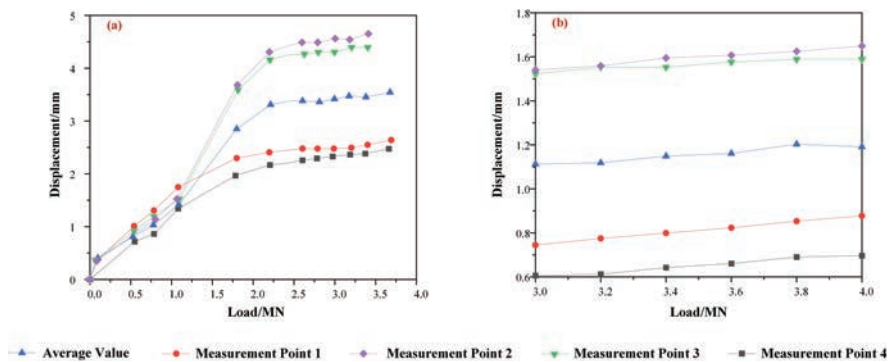 (a)
Displacement/mm
5
4
3
2
1
0
0.0 0.5 1.0 1.5 2.0 2.5 3.0 3.5 4.0
Load/MN
(b)
Displacement/mm
1.8
1.6
1.4
1.2
1.0
0.8
0.6
3.0 3.2 3.4 3.6 3.8 4.0
Load/MN
Average Value Measurement Point 1 Measurement Point 2 Measurement Point 3 Measurement Point 4